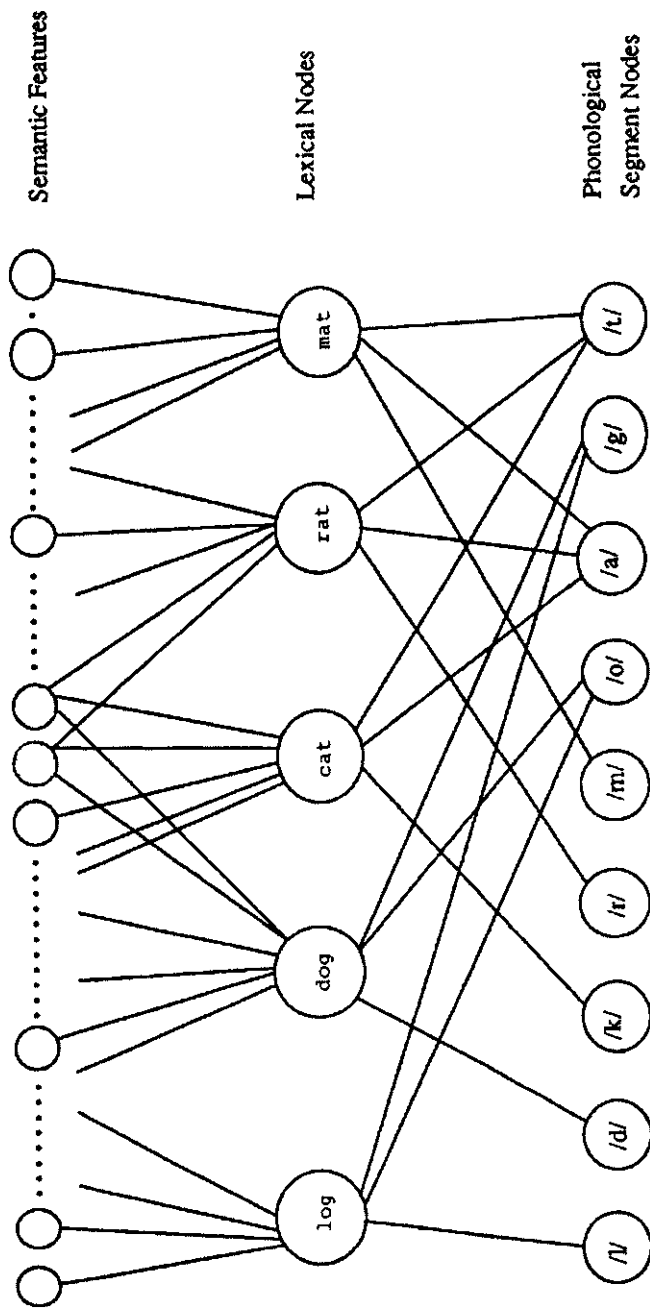 Semantic Features
Lexical Nodes
Phonological
Segment Nodes
log
dog
cat
rat
mat
/l/
/d/
/k/
/r/
/m/
/o/
/a/
/g/
/t/